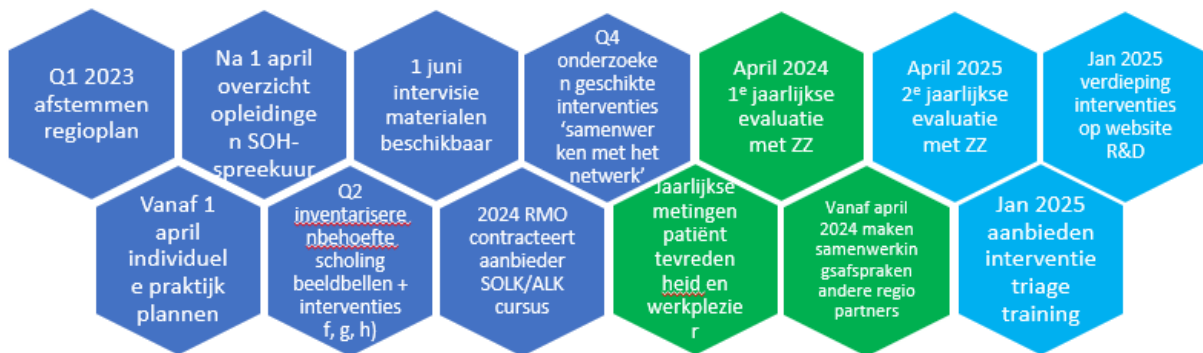 Q1 2023
afstemmen
regioplan
Na 1 april
overzicht
opleidinge
n SOH-
spreekuur
1 juni
intervisie
materialen
beschikbaar
Q4
onderzoeke
n geschikte
interventies
‘samenwer
ken met het
netwerk’
April 2024
1e jaarlijkse
evaluatie
met ZZ
April 2025
2e jaarlijkse
evaluatie
met ZZ
Jan 2025
verdieping
interventies
op website
R&D
Vanaf 1
april
individuel
e praktijk
plannen
Q2
inventarisere
nbehoefte
scholing
beeldbellen +
interventies
f, g, h)
2024 RMO
contracteert
aanbieder
SOLK/ALK
cursus
Jaarlijkse
metingen
patiënt
tevreden
heid en
werkplezie
r
Vanaf april
2024 maken
samenwerkin
gsafspraken
andere regio
partners
Jan 2025
aanbieden
interventie
triage
training